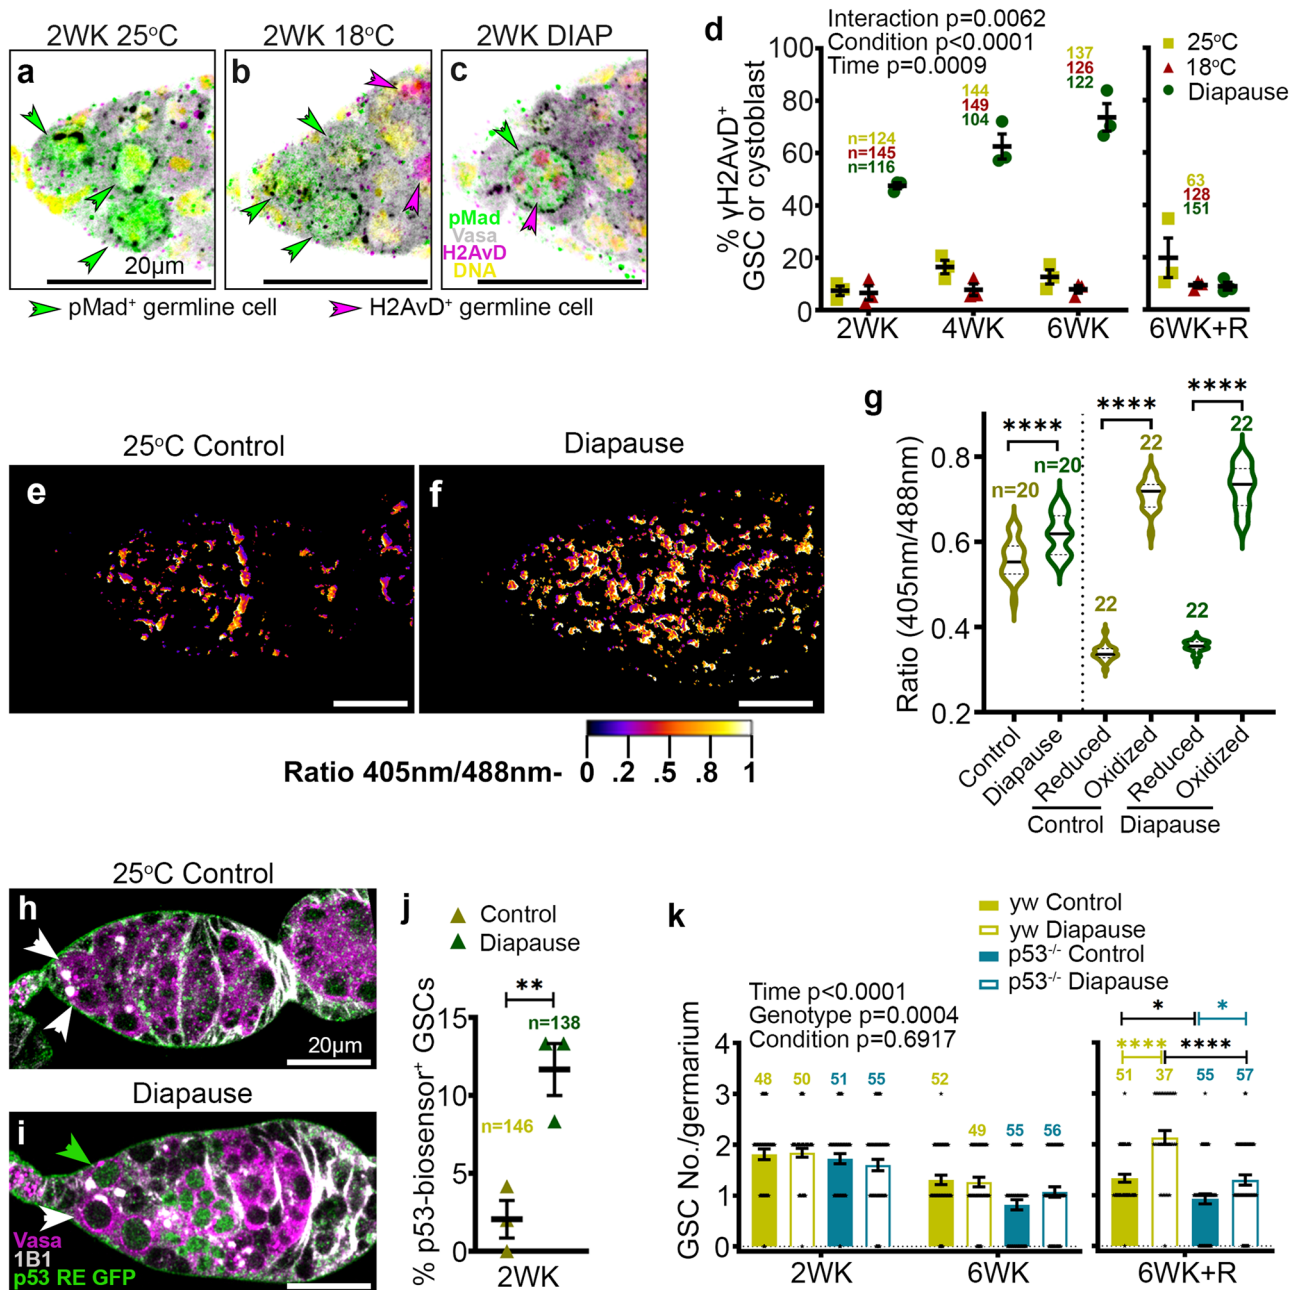 2WK 25°C
2WK 18°C
2WK DIAP
a
b
c
20µm
pMad
Vasa
H2AvD
DNA
pMad⁺ germline cell
H2AvD⁺ germline cell
d
Interaction p=0.0062
Condition p<0.0001
Time p=0.0009
% γH2AvD⁺
GSC or cystoblast
100
80
60
40
20
0
n=124
n=145
n=116
144
149
104
137
126
122
63
128
151
25°C
18°C
Diapause
2WK
4WK
6WK
6WK+R
25°C Control
Diapause
e
f
Ratio 405nm/488nm-
0 .2 .5 .8 1
g
Ratio (405nm/488nm)
0.8
0.6
0.4
0.2
****
****
****
n=20
n=20
22
22
22
22
Control
Diapause
Reduced
Oxidized
Reduced
Oxidized
Control
Diapause
25°C Control
h
20µm
Diapause
i
Vasa
1B1
p53 RE GFP
j
Control
Diapause
% p53-biosensor⁺ GSCs
15
10
5
0
**
n=138
n=146
2WK
k
yw Control
yw Diapause
p53⁻/⁻ Control
p53⁻/⁻ Diapause
Time p<0.0001
Genotype p=0.0004
Condition p=0.6917
GSC No./germarium
4
3
2
1
0
48
50
51
55
52
49
55
56
* *
**** ****
51
37
55
57
2WK
6WK
6WK+R